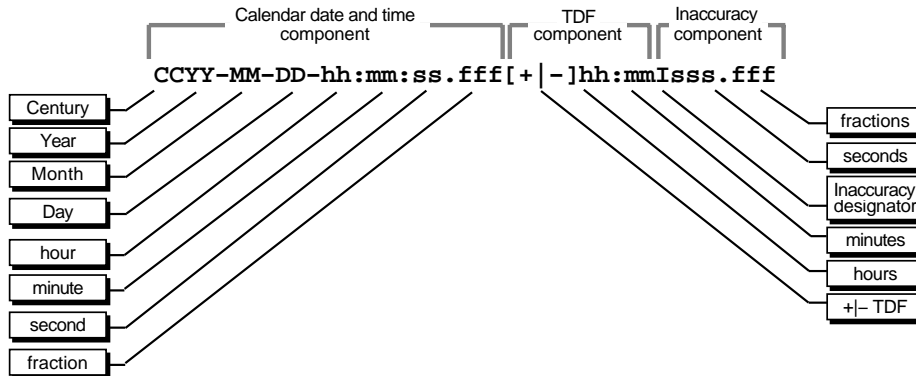 Calendar date and time
component
TDF
component
Inaccuracy
component
CCYY-MM-DD-hh:mm:ss.fff[+|-]hh:mmIsss.fff
Century
Year
Month
Day
hour
minute
second
fraction
fractions
seconds
Inaccuracy
designator
minutes
hours
+|– TDF